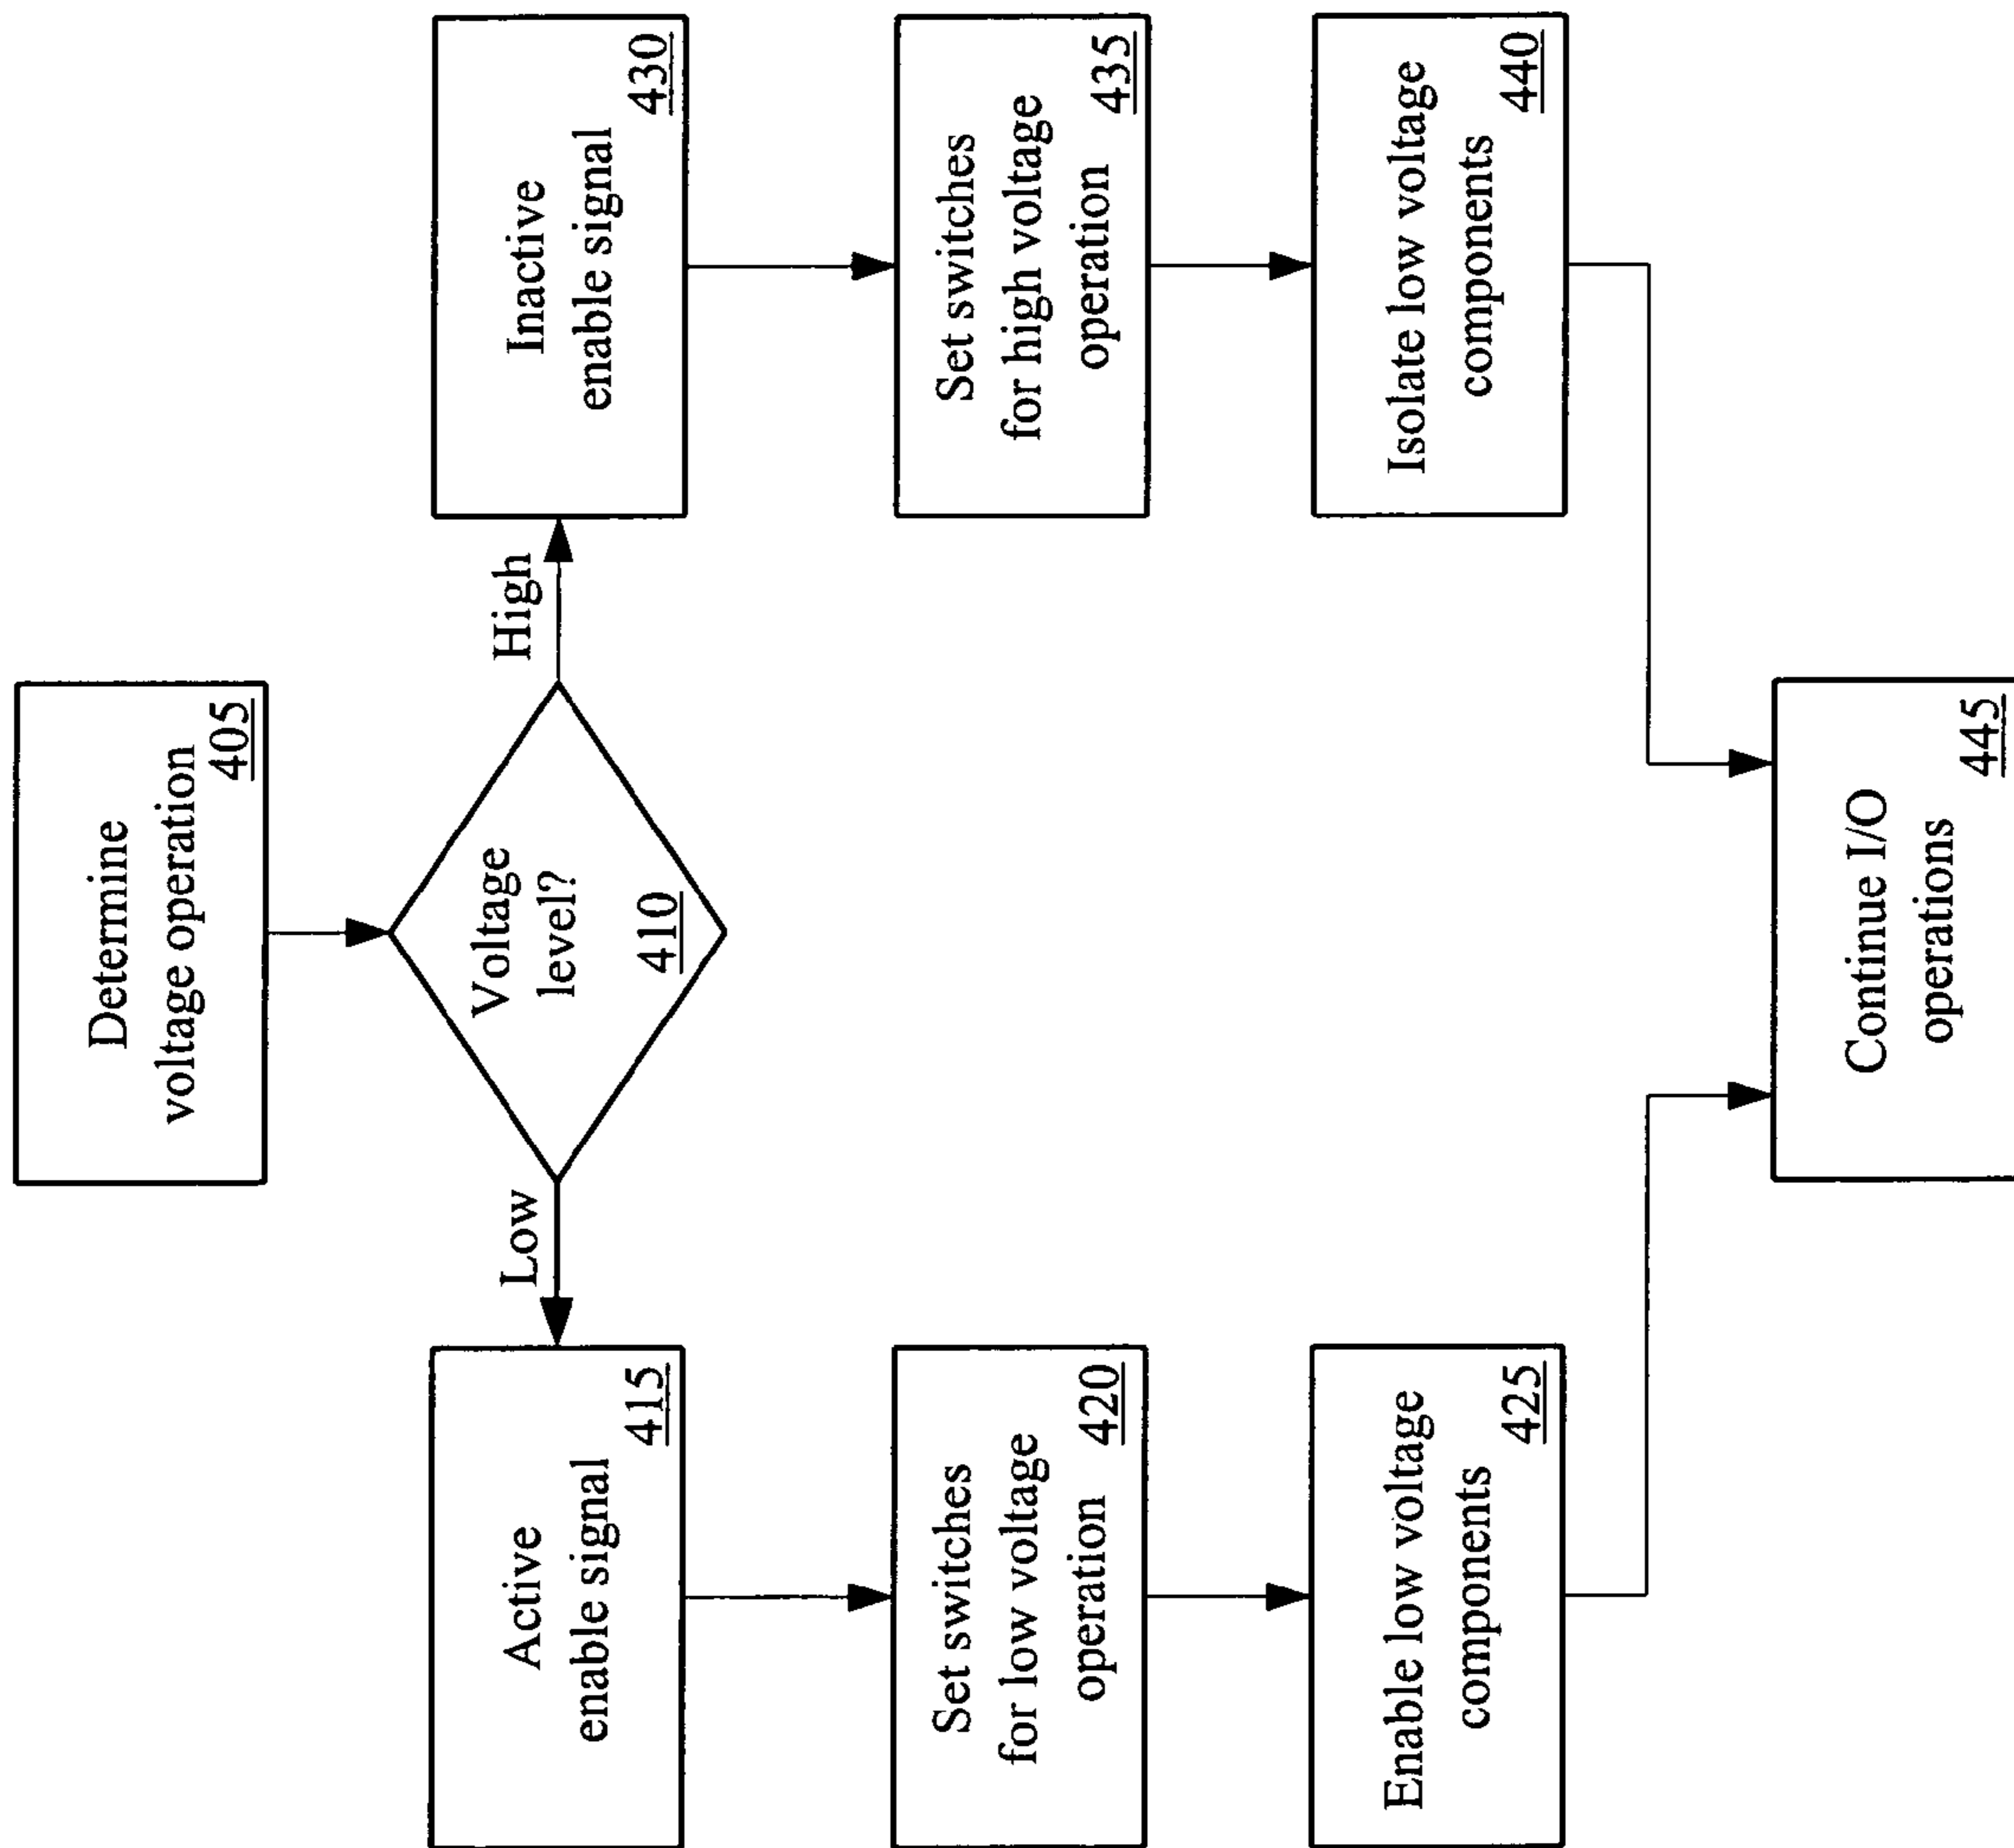 Determine
voltage operation
405
Voltage
level?
410
Low
High
Active
enable signal
415
Inactive
enable signal
430
Set switches
for low voltage
operation
420
Set switches
for high voltage
operation
435
Enable low voltage
components
425
Isolate low voltage
components
440
Continue I/O
operations
445